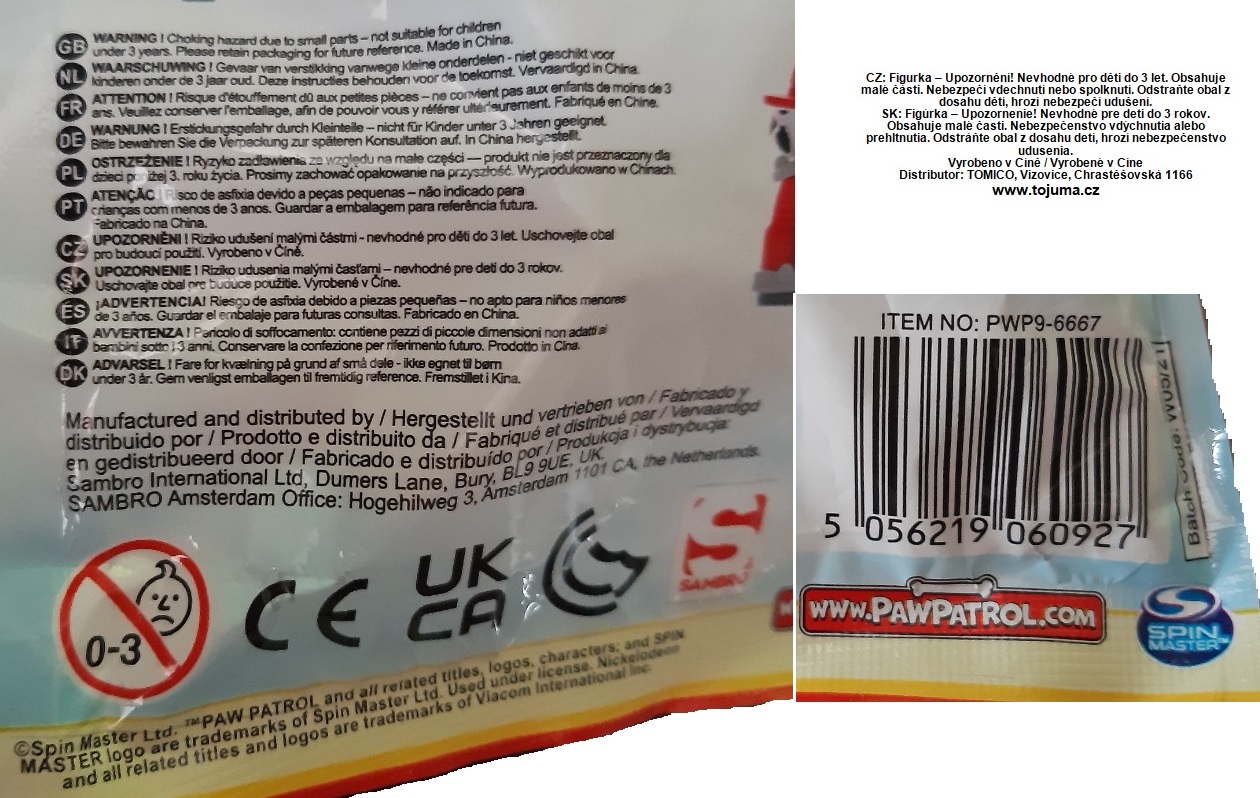 GB WARNING ! Choking hazard due to small parts – not suitable for children
under 3 years. Please retain packaging for future reference. Made in China.
NL WAARSCHUWING ! Gevaar van verstikking vanwege kleine onderdelen - niet geschikt voor
kinderen onder de 3 jaar oud. Deze instructies behouden voor de toekomst. Vervaardigd in China.
FR ATTENTION ! Risque d'étouffement dû aux petites pièces – ne convient pas aux enfants de moins de 3
ans. Veuillez conserver l'emballage, afin de pouvoir vous y référer ultérieurement. Fabriqué en Chine.
DE WARNUNG ! Erstickungsgefahr durch Kleinteile – nicht für Kinder unter 3 Jahren geeignet.
Bitte bewahren Sie die Verpackung zur späteren Konsultation auf. In China hergestellt.
PL OSTRZEŻENIE ! Ryzyko zadławienia ze względu na małe części — produkt nie jest przeznaczony dla
dzieci poniżej 3. roku życia. Prosimy zachować opakowanie na przyszłość. Wyprodukowano w Chinach.
PT ATENÇÃO ! Risco de asfixia devido a peças pequenas – não indicado para
crianças com menos de 3 anos. Guardar a embalagem para referência futura.
Fabricado na China.
CZ UPOZORNĚNI ! Riziko udušení malými částmi - nevhodné pro děti do 3 let. Uschovejte obal
pro budoucí použití. Vyrobeno v Číně.
SK UPOZORNENIE ! Riziko udusenia malými časťami – nevhodné pre deti do 3 rokov.
Uschovajte obal pre budúce použitie. Vyrobené v Číne.
ES ¡ADVERTENCIA! Riesgo de asfixia debido a piezas pequeñas – no apto para niños menores
de 3 años. Guardar el embalaje para futuras consultas. Fabricado en China.
IT AVVERTENZA ! Pericolo di soffocamento: contiene pezzi di piccole dimensioni non adatti ai
bambini sotto i 3 anni. Conservare la confezione per riferimento futuro. Prodotto in Cina.
DK ADVARSEL ! Fare for kvælning på grund af små dele - ikke egnet til børn
under 3 år. Gem venligst emballagen til fremtidig reference. Fremstillet i Kina.
Manufactured and distributed by / Hergestellt und vertrieben von / Fabricado y
distribuido por / Prodotto e distribuito da / Fabriqué et distribué par / Vervaardigd
en gedistribueerd door / Fabricado e distribuído por / Produkcja i dystrybucja:
Sambro International Ltd, Dumers Lane, Bury, BL9 9UE, UK
SAMBRO Amsterdam Office: Hogehilweg 3, Amsterdam 1101 CA, the Netherlands.
0-3
CE
UK
CA
SAMBRO
©Spin Master Ltd. ™PAW PATROL and all related titles, logos, characters; and SPIN
MASTER logo are trademarks of Spin Master Ltd. Used under license. Nickelodeon
and all related titles and logos are trademarks of Viacom International Inc.
CZ: Figurka – Upozornění! Nevhodné pro děti do 3 let. Obsahuje
malé části. Nebezpečí vdechnutí nebo spolknutí. Odstraňte obal z
dosahu dětí, hrozí nebezpečí udušení.
SK: Figúrka – Upozornenie! Nevhodné pre deti do 3 rokov.
Obsahuje malé časti. Nebezpečenstvo vdýchnutia alebo
prehltnutia. Odstráňte obal z dosahu detí, hrozí nebezpečenstvo
udusenia.
Vyrobeno v Číně / Vyrobené v Číne
Distributor: TOMICO, Vizovice, Chrastěšovská 1166
www.tojuma.cz
ITEM NO: PWP9-6667
Batch Code: W05/21
5 056219 060927
WWW.PAWPATROL.COM
SPIN
MASTER™